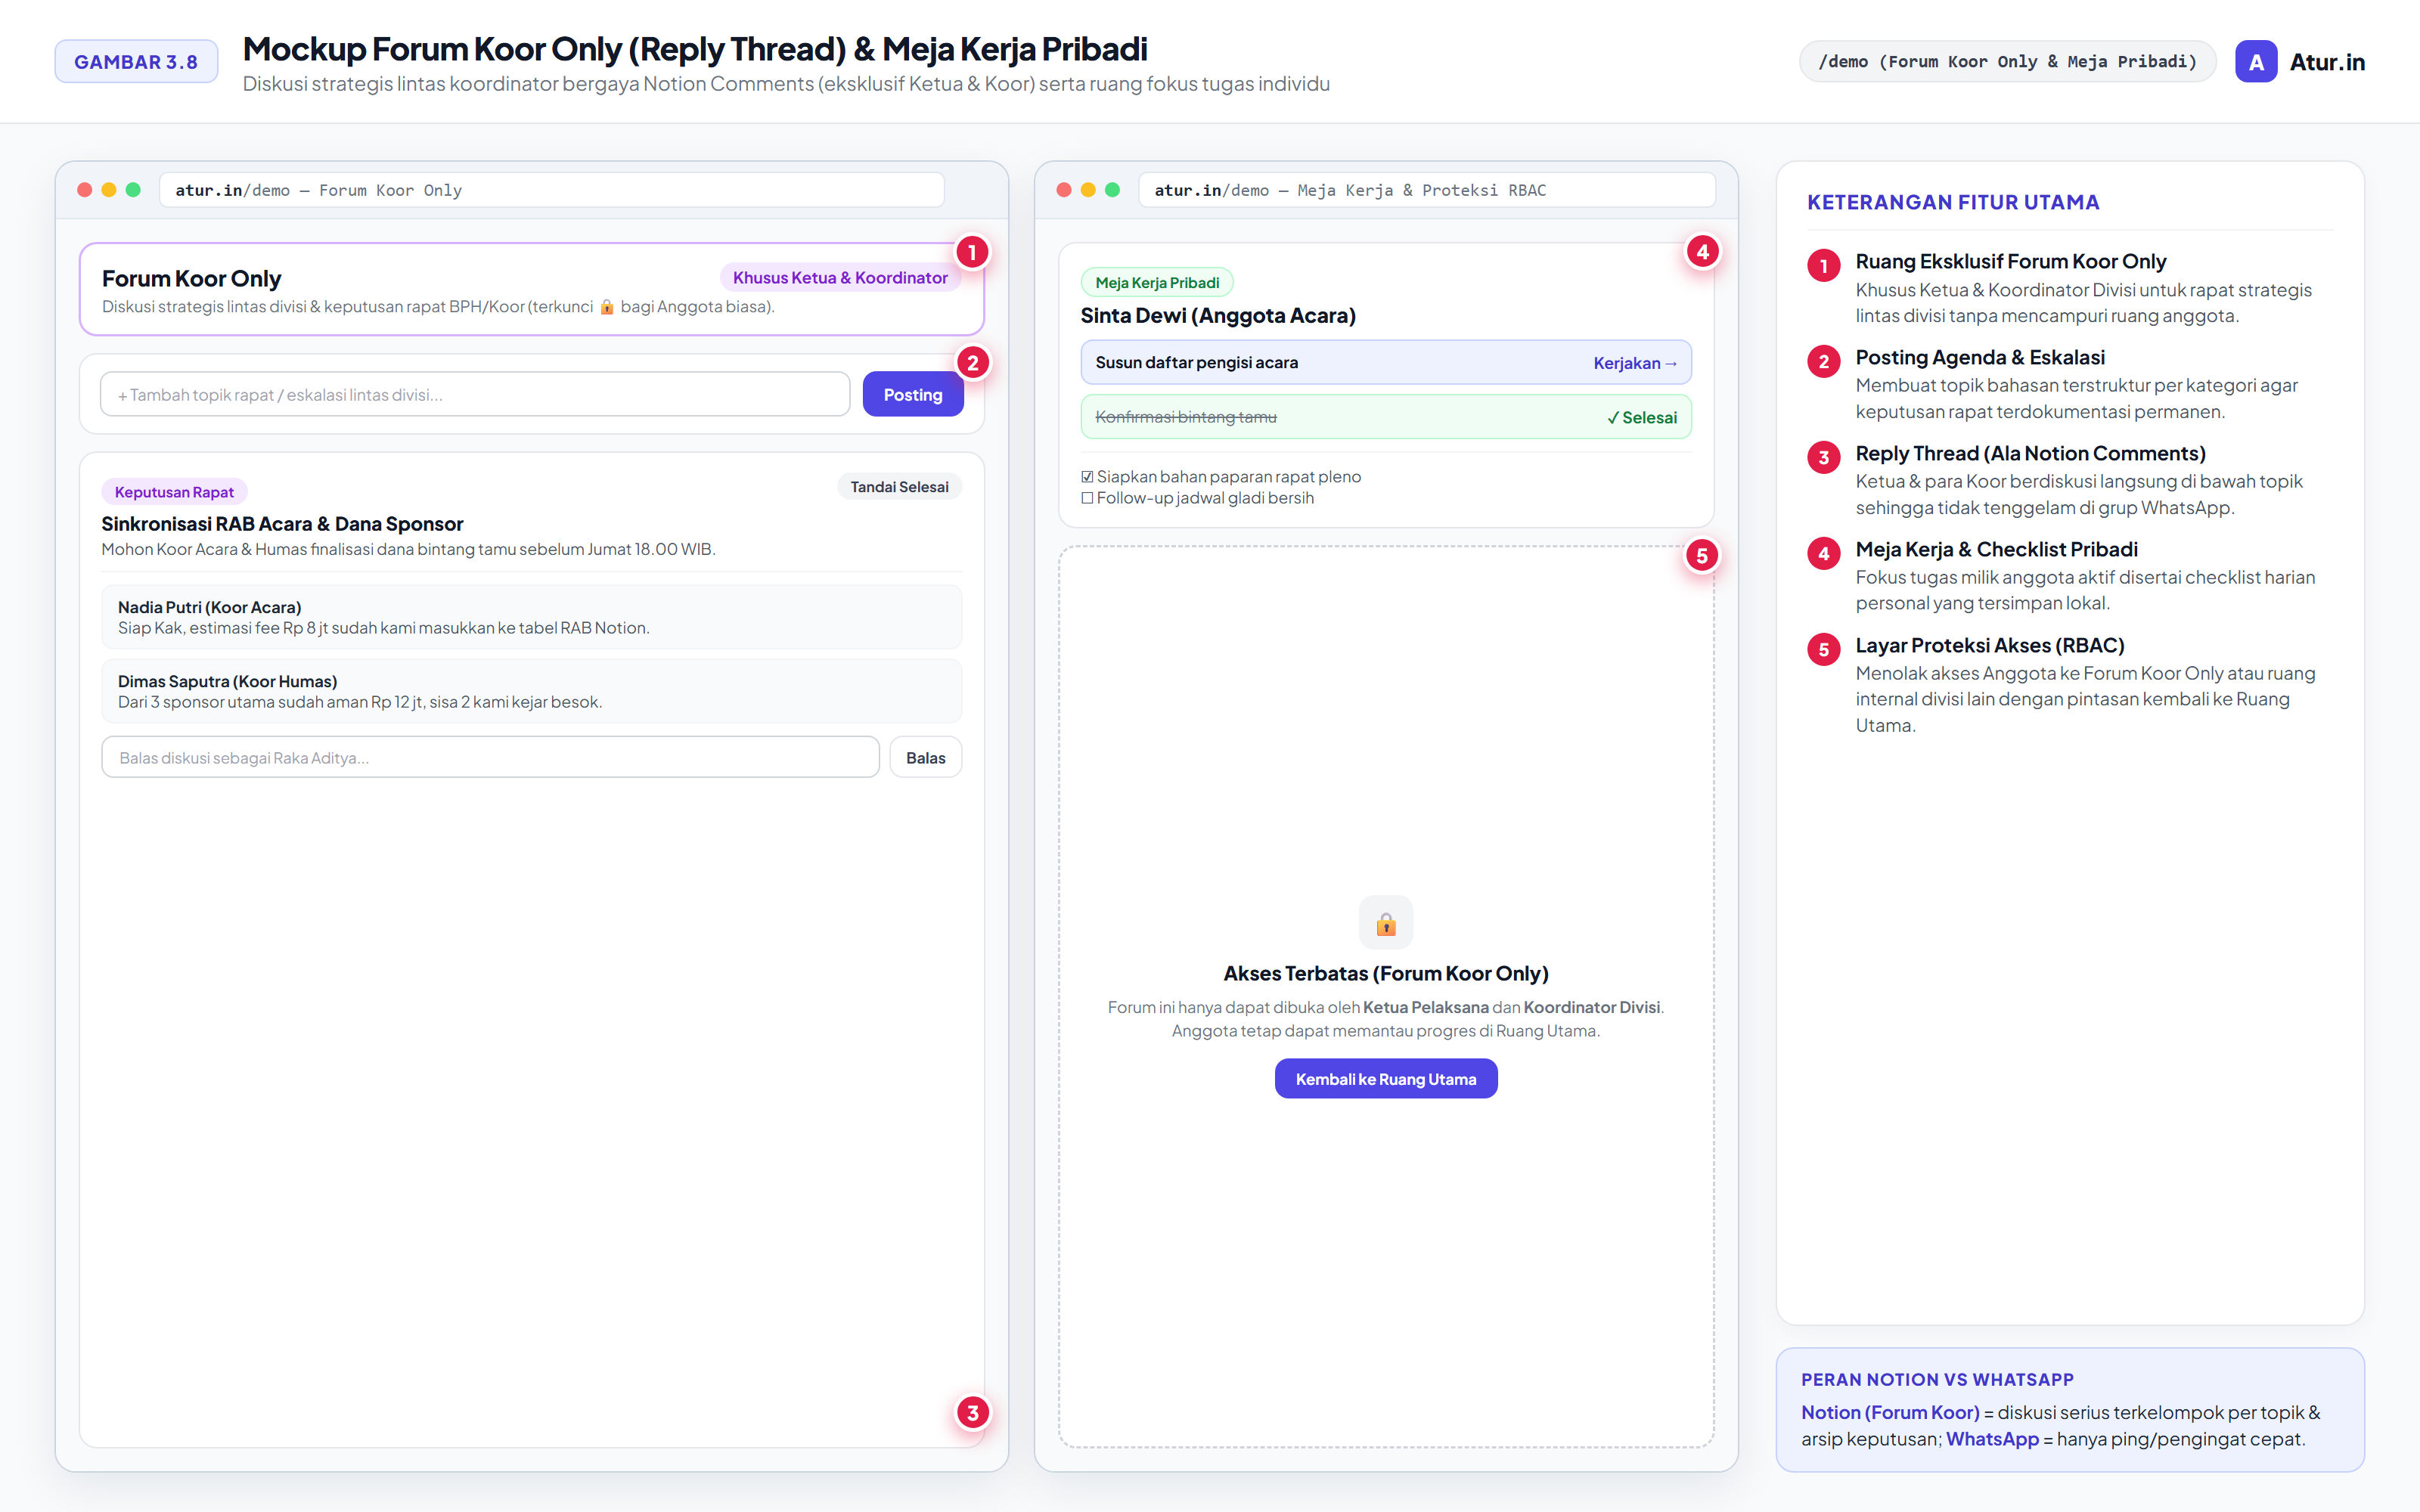 GAMBAR 3.8
Mockup Forum Koor Only (Reply Thread) & Meja Kerja Pribadi
Diskusi strategis lintas koordinator bergaya Notion Comments (eksklusif Ketua & Koor) serta ruang fokus tugas individu
/demo (Forum Koor Only & Meja Pribadi)
A
Atur.in
atur.in/demo — Forum Koor Only
1
Forum Koor Only
Khusus Ketua & Koordinator
Diskusi strategis lintas divisi & keputusan rapat BPH/Koor (terkunci 🔒 bagi Anggota biasa).
2
+ Tambah topik rapat / eskalasi lintas divisi...
Posting
Keputusan Rapat
Tandai Selesai
Sinkronisasi RAB Acara & Dana Sponsor
Mohon Koor Acara & Humas finalisasi dana bintang tamu sebelum Jumat 18.00 WIB.
Nadia Putri (Koor Acara)
Siap Kak, estimasi fee Rp 8 jt sudah kami masukkan ke tabel RAB Notion.
Dimas Saputra (Koor Humas)
Dari 3 sponsor utama sudah aman Rp 12 jt, sisa 2 kami kejar besok.
Balas diskusi sebagai Raka Aditya...
Balas
3
atur.in/demo — Meja Kerja & Proteksi RBAC
4
Meja Kerja Pribadi
Sinta Dewi (Anggota Acara)
Susun daftar pengisi acara
Kerjakan →
Konfirmasi bintang tamu
✓ Selesai
☑ Siapkan bahan paparan rapat pleno
☐ Follow-up jadwal gladi bersih
5
🔒
Akses Terbatas (Forum Koor Only)
Forum ini hanya dapat dibuka oleh Ketua Pelaksana dan Koordinator Divisi.
Anggota tetap dapat memantau progres di Ruang Utama.
Kembali ke Ruang Utama
KETERANGAN FITUR UTAMA
1
Ruang Eksklusif Forum Koor Only
Khusus Ketua & Koordinator Divisi untuk rapat strategis
lintas divisi tanpa mencampuri ruang anggota.
2
Posting Agenda & Eskalasi
Membuat topik bahasan terstruktur per kategori agar
keputusan rapat terdokumentasi permanen.
3
Reply Thread (Ala Notion Comments)
Ketua & para Koor berdiskusi langsung di bawah topik
sehingga tidak tenggelam di grup WhatsApp.
4
Meja Kerja & Checklist Pribadi
Fokus tugas milik anggota aktif disertai checklist harian
personal yang tersimpan lokal.
5
Layar Proteksi Akses (RBAC)
Menolak akses Anggota ke Forum Koor Only atau ruang
internal divisi lain dengan pintasan kembali ke Ruang
Utama.
PERAN NOTION VS WHATSAPP
Notion (Forum Koor) = diskusi serius terkelompok per topik &
arsip keputusan; WhatsApp = hanya ping/pengingat cepat.